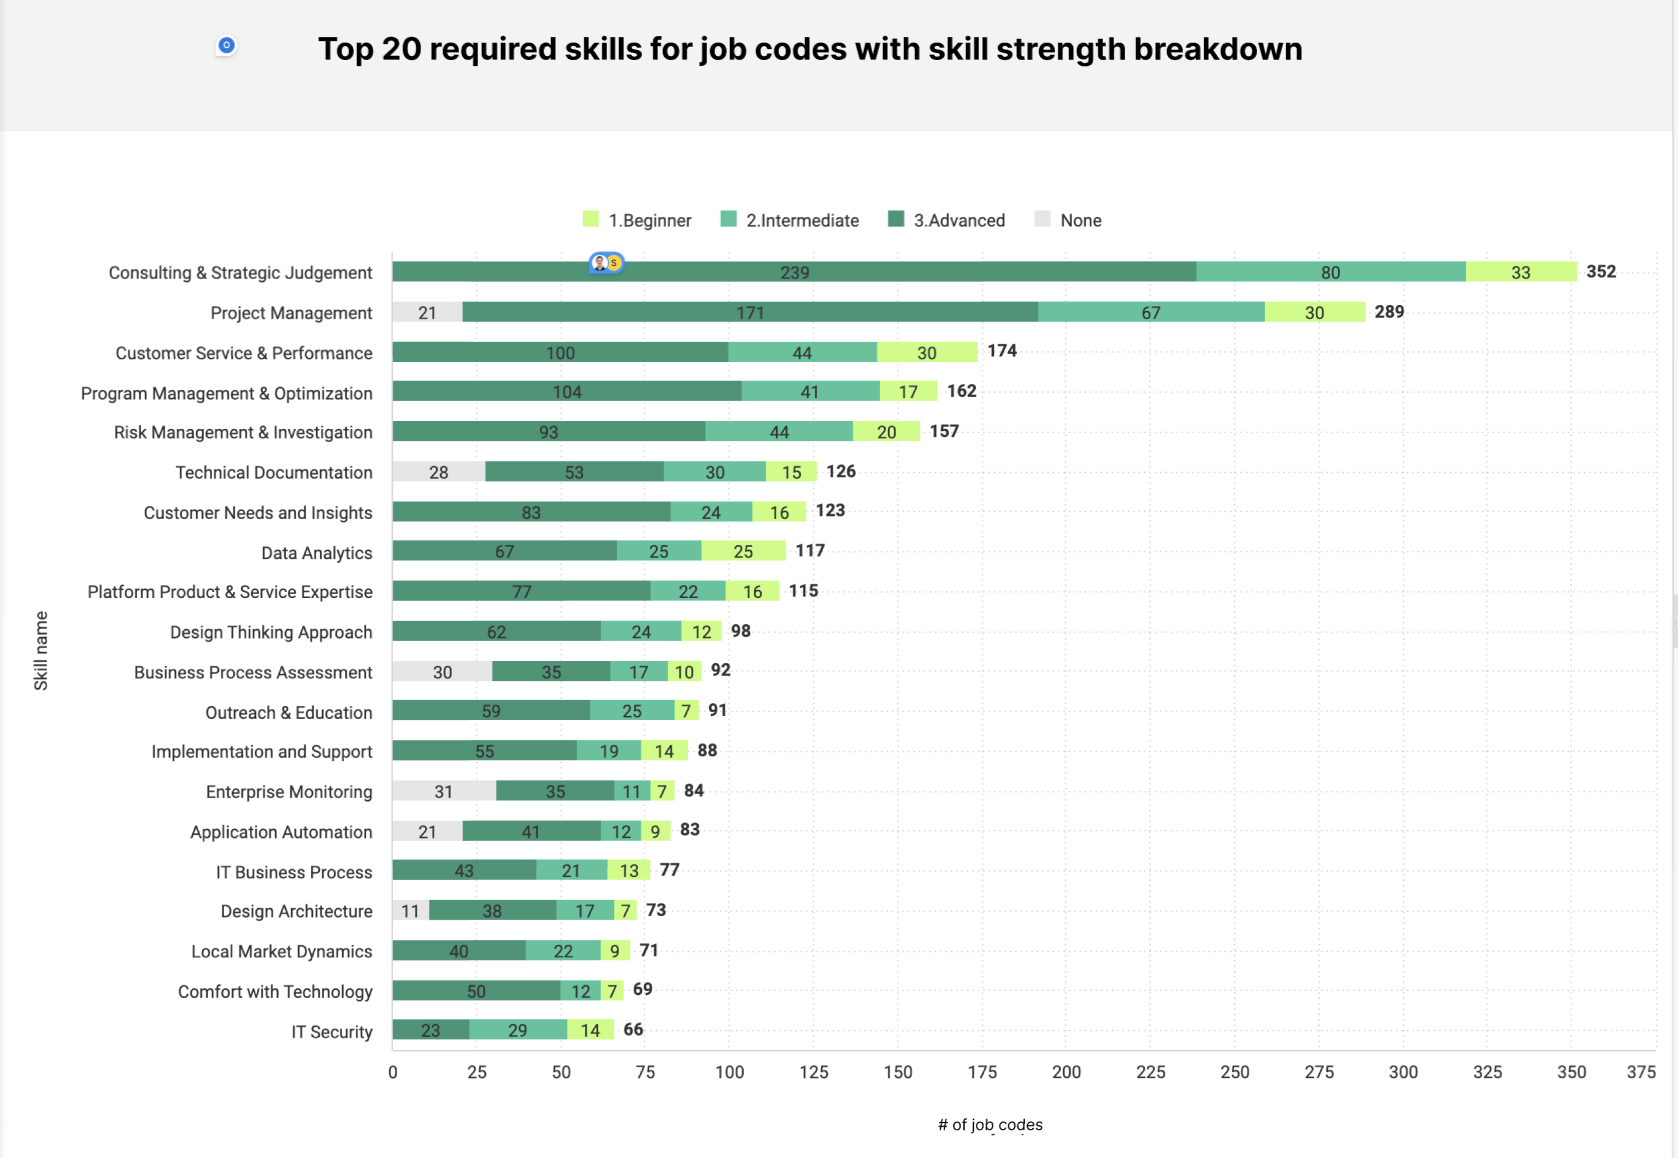 Top 20 required skills for job codes with skill strength breakdown
1.Beginner 2.Intermediate 3.Advanced None
Skill name
Consulting & Strategic Judgement 239 80 33 352
Project Management 21 171 67 30 289
Customer Service & Performance 100 44 30 174
Program Management & Optimization 104 41 17 162
Risk Management & Investigation 93 44 20 157
Technical Documentation 28 53 30 15 126
Customer Needs and Insights 83 24 16 123
Data Analytics 67 25 25 117
Platform Product & Service Expertise 77 22 16 115
Design Thinking Approach 62 24 12 98
Business Process Assessment 30 35 17 10 92
Outreach & Education 59 25 7 91
Implementation and Support 55 19 14 88
Enterprise Monitoring 31 35 11 7 84
Application Automation 21 41 12 9 83
IT Business Process 43 21 13 77
Design Architecture 11 38 17 7 73
Local Market Dynamics 40 22 9 71
Comfort with Technology 50 12 7 69
IT Security 23 29 14 66
0 25 50 75 100 125 150 175 200 225 250 275 300 325 350 375
# of job codes